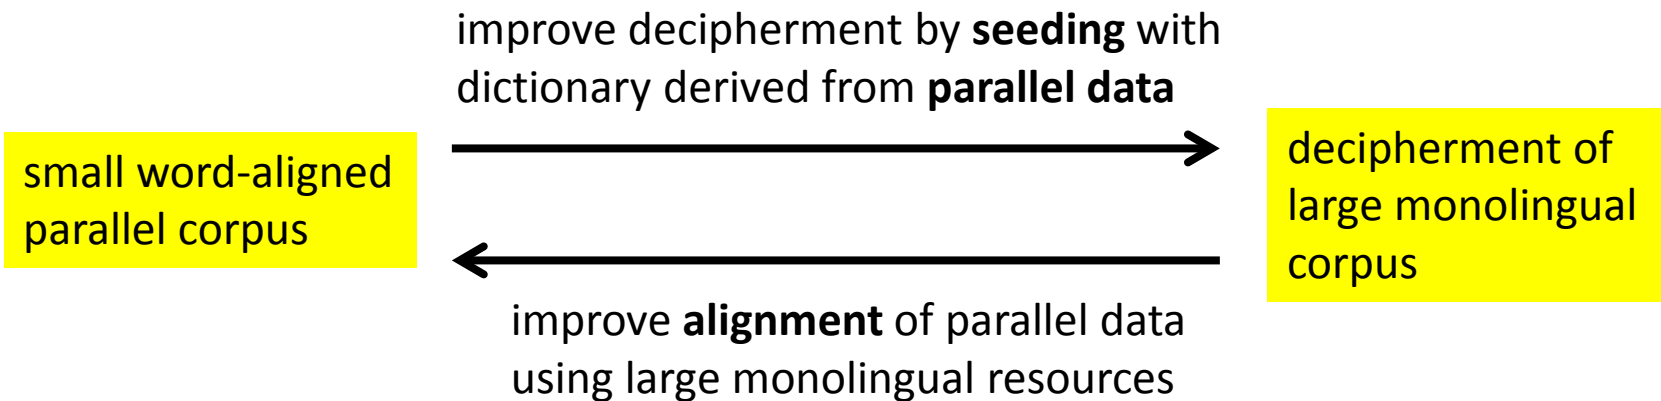 improve decipherment by seeding with
dictionary derived from parallel data
small word-aligned
parallel corpus
decipherment of
large monolingual
corpus
improve alignment of parallel data
using large monolingual resources